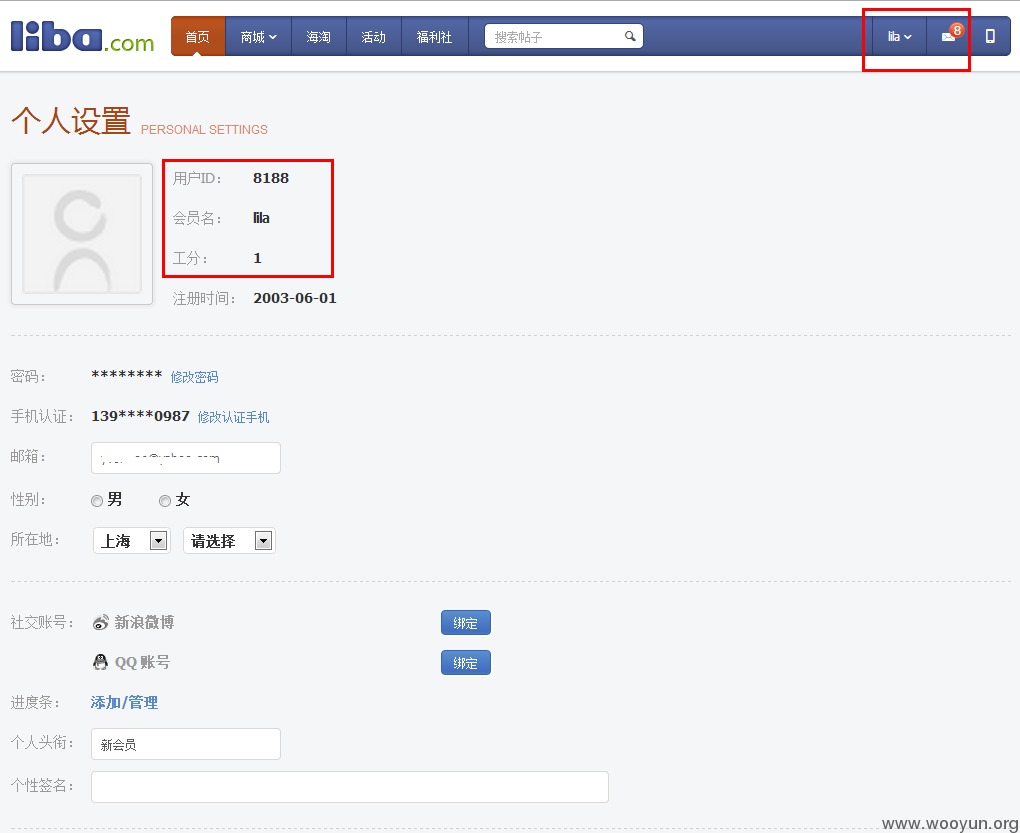 liba.com 首页 商城 海淘 活动 福利社 搜索帖子 lila 8
个人设置 PERSONAL SETTINGS
用户ID： 8188
会员名： lila
工分： 1
注册时间： 2003-06-01
密码： ******** 修改密码
手机认证： 139****0987 修改认证手机
邮箱：
性别： 男 女
所在地： 上海 请选择
社交账号： 新浪微博 绑定
QQ 账号 绑定
进度条： 添加/管理
个人头衔： 新会员
个性签名：
www.wooyun.org